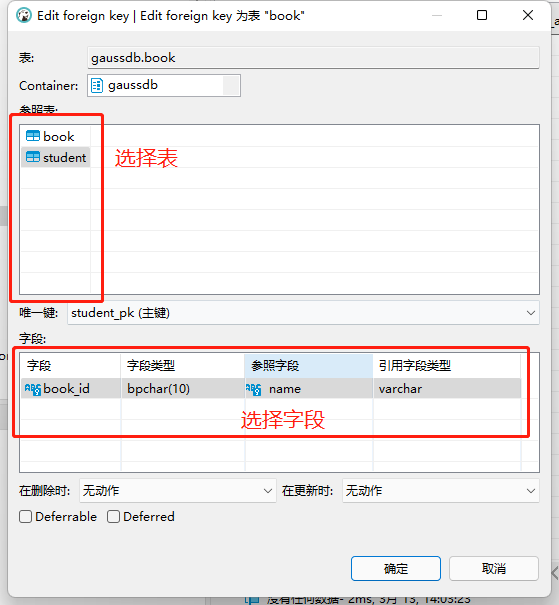 Edit foreign key | Edit foreign key 为表 "book"
表: gaussdb.book
Container: gaussdb
参照表:
book
student
选择表
唯一键: student_pk (主键)
字段:
字段 字段类型 参照字段 引用字段类型
ABC book_id bpchar(10) ABC name varchar
选择字段
在删除时: 无动作 在更新时: 无动作
Deferrable Deferred
确定 取消
没有任何数据- 2ms, 3月 13, 14:03:23